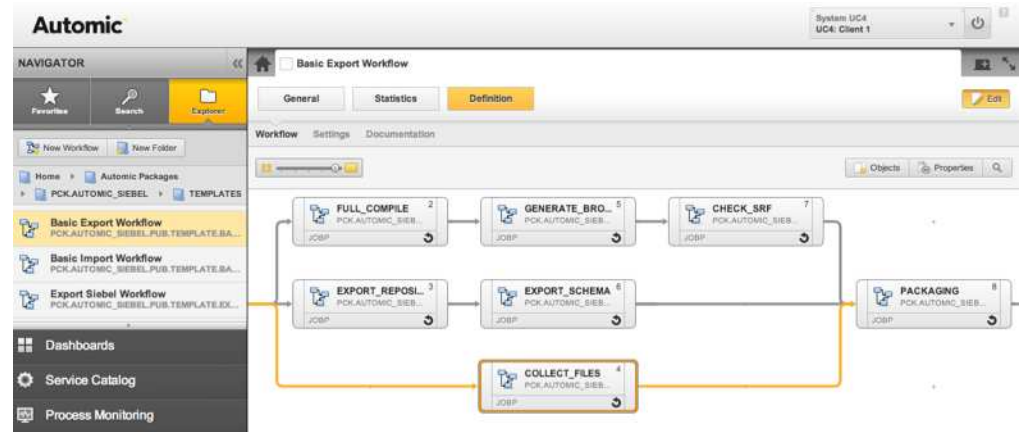 Automic
System UC4
UC4: Client 1
NAVIGATOR
Basic Export Workflow
Favorites
Search
Explorer
General
Statistics
Definition
Edit
New Workflow
New Folder
Workflow
Settings
Documentation
Home
Automic Packages
PCK.AUTOMIC_SIEBEL
TEMPLATES
Objects
Properties
Basic Export Workflow
PCK.AUTOMIC_SIEBEL.PUB.TEMPLATE.BA...
Basic Import Workflow
PCK.AUTOMIC_SIEBEL.PUB.TEMPLATE.BA...
Export Siebel Workflow
PCK.AUTOMIC_SIEBEL.PUB.TEMPLATE.EX...
Dashboards
Service Catalog
Process Monitoring
FULL_COMPILE 2
PCK.AUTOMIC_SIEB...
JOBP
GENERATE_BRO... 5
PCK.AUTOMIC_SIEB...
JOBP
CHECK_SRF 7
PCK.AUTOMIC_SIEB...
JOBP
EXPORT_REPOSI... 3
PCK.AUTOMIC_SIEB...
JOBP
EXPORT_SCHEMA 6
PCK.AUTOMIC_SIEB...
JOBP
PACKAGING 8
PCK.AUTOMIC_SIEB...
JOBP
COLLECT_FILES 4
PCK.AUTOMIC_SIEB...
JOBP